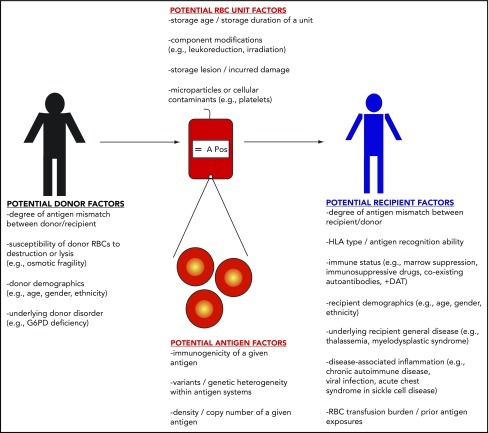 POTENTIAL RBC UNIT FACTORS
-storage age / storage duration of a unit
-component modifications
(e.g., leukoreduction, irradiation)
-storage lesion / incurred damage
-microparticles or cellular
contaminants (e.g., platelets)
= A Pos
POTENTIAL DONOR FACTORS
-degree of antigen mismatch
between donor/recipient
-susceptibility of donor RBCs to
destruction or lysis
(e.g., osmotic fragility)
-donor demographics
(e.g., age, gender, ethnicity)
-underlying donor disorder
(e.g., G6PD deficiency)
POTENTIAL ANTIGEN FACTORS
-immunogenicity of a given
antigen
-variants / genetic heterogeneity
within antigen systems
-density / copy number of a given
antigen
POTENTIAL RECIPIENT FACTORS
-degree of antigen mismatch between
recipient/donor
-HLA type / antigen recognition ability
-immune status (e.g., marrow suppression,
immunosuppressive drugs, co-existing
autoantibodies, +DAT)
-recipient demographics (e.g., age, gender,
ethnicity)
-underlying recipient general disease (e.g.,
thalassemia, myelodysplastic syndrome)
-disease-associated inflammation (e.g.,
chronic autoimmune disease,
viral infection, acute chest
syndrome in sickle cell disease)
-RBC transfusion burden / prior antigen
exposures